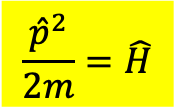 p̂²/2m = Ĥ